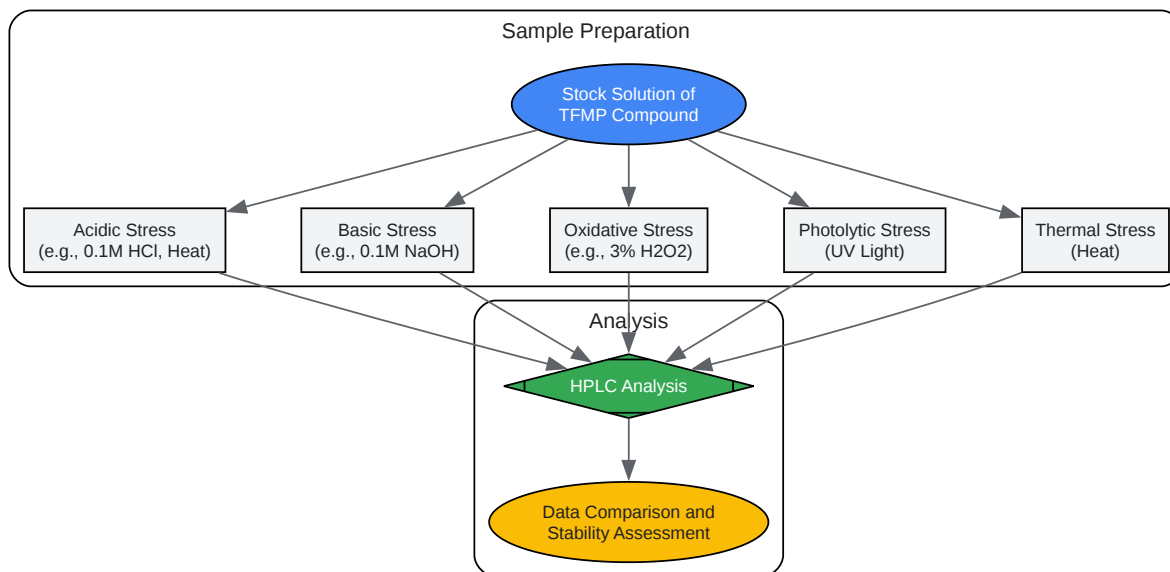 Sample Preparation
Stock Solution of
TFMP Compound
Acidic Stress
(e.g., 0.1M HCl, Heat)
Basic Stress
(e.g., 0.1M NaOH)
Oxidative Stress
(e.g., 3% H2O2)
Photolytic Stress
(UV Light)
Thermal Stress
(Heat)
Analysis
HPLC Analysis
Data Comparison and
Stability Assessment